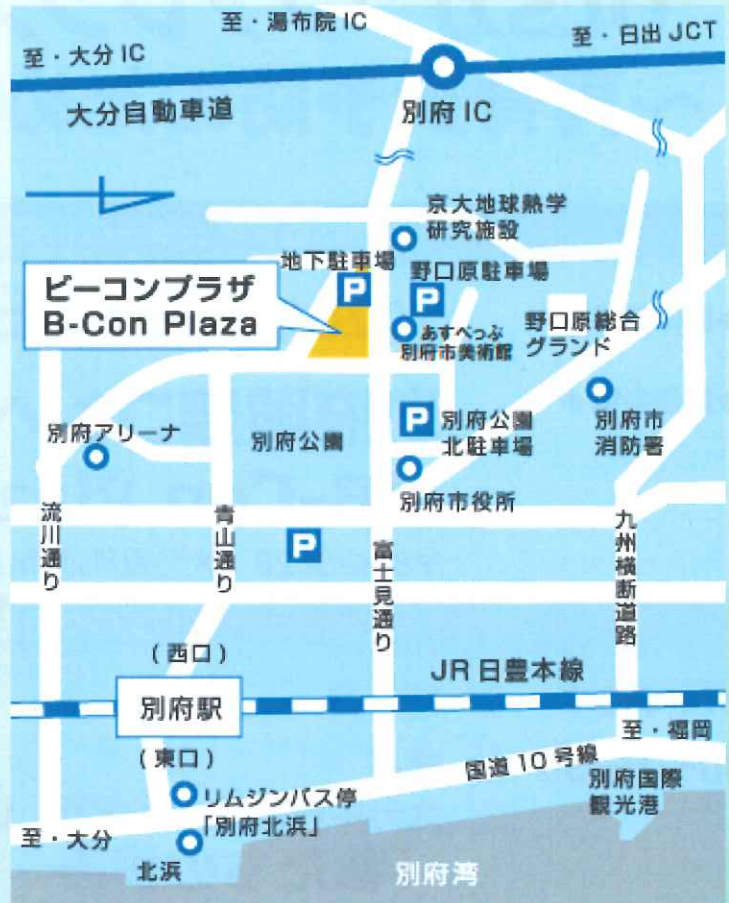 至・湯布院 IC
至・大分 IC
至・日出 JCT
大分自動車道
別府 IC
京大地球熱学
研究施設
地下駐車場
P
野口原駐車場
P
ビーコンプラザ
B-Con Plaza
あすべっぷ
別府市美術館
野口原総合
グランド
別府アリーナ
別府公園
P
別府公園
北駐車場
別府市
消防署
別府市役所
流川通り
青山通り
P
富士見通り
九州横断道路
(西口)
JR 日豊本線
別府駅
(東口)
至・福岡
国道 10 号線
リムジンバス停
「別府北浜」
別府国際
観光港
至・大分
北浜
別府湾